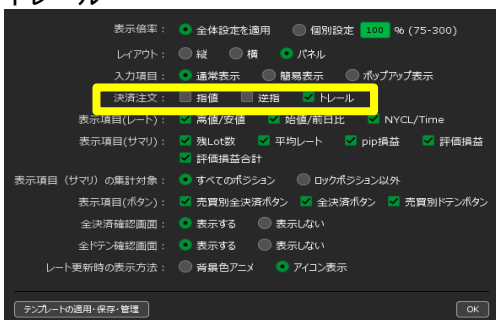 トレール
表示倍率： 全体設定を適用 個別設定 100 % (75-300)
レイアウト： 縦 横 パネル
入力項目： 通常表示 簡易表示 ポップアップ表示
決済注文： 指値 逆指 トレール
表示項目(レート)： 高値/安値 始値/前日比 NYCL/Time
表示項目(サマリ)： 残Lot数 平均レート pip損益 評価損益
評価損益合計
表示項目（サマリ）の集計対象： すべてのポジション ロックポジション以外
表示項目(ボタン)： 売買別全決済ボタン 全決済ボタン 売買別ドテンボタン
全決済確認画面： 表示する 表示しない
全ドテン確認画面： 表示する 表示しない
レート更新時の表示方法： 背景色アニメ アイコン表示
テンプレートの適用・保存・管理 OK